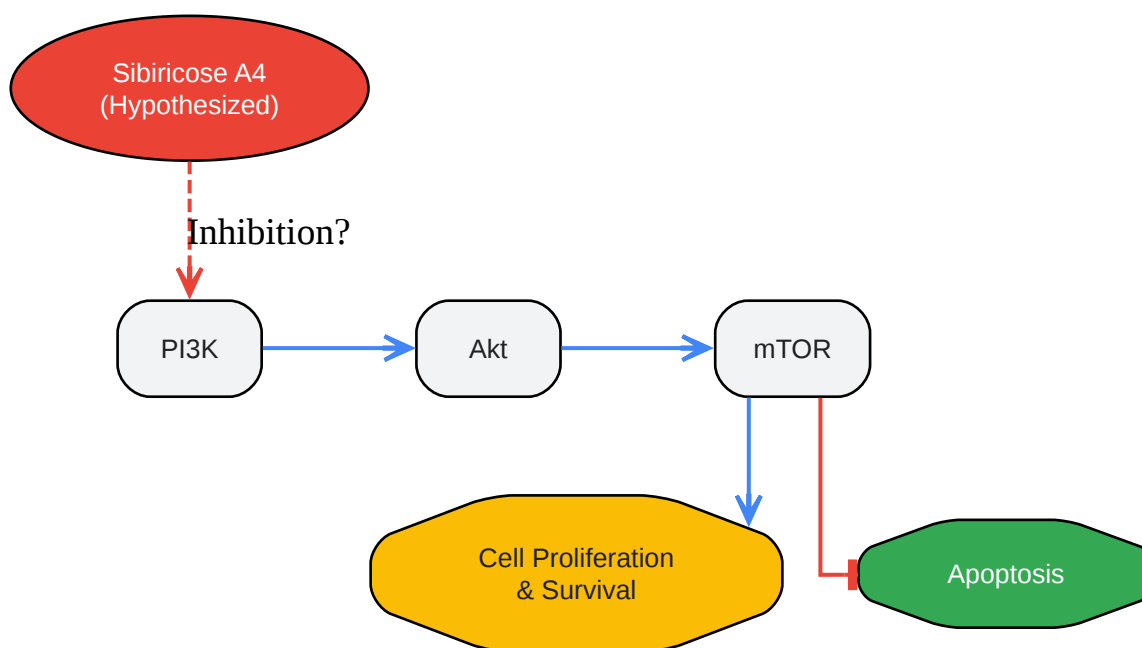 Sibiricose A4
(Hypothesized)
Inhibition?
PI3K
Akt
mTOR
Cell Proliferation
& Survival
Apoptosis